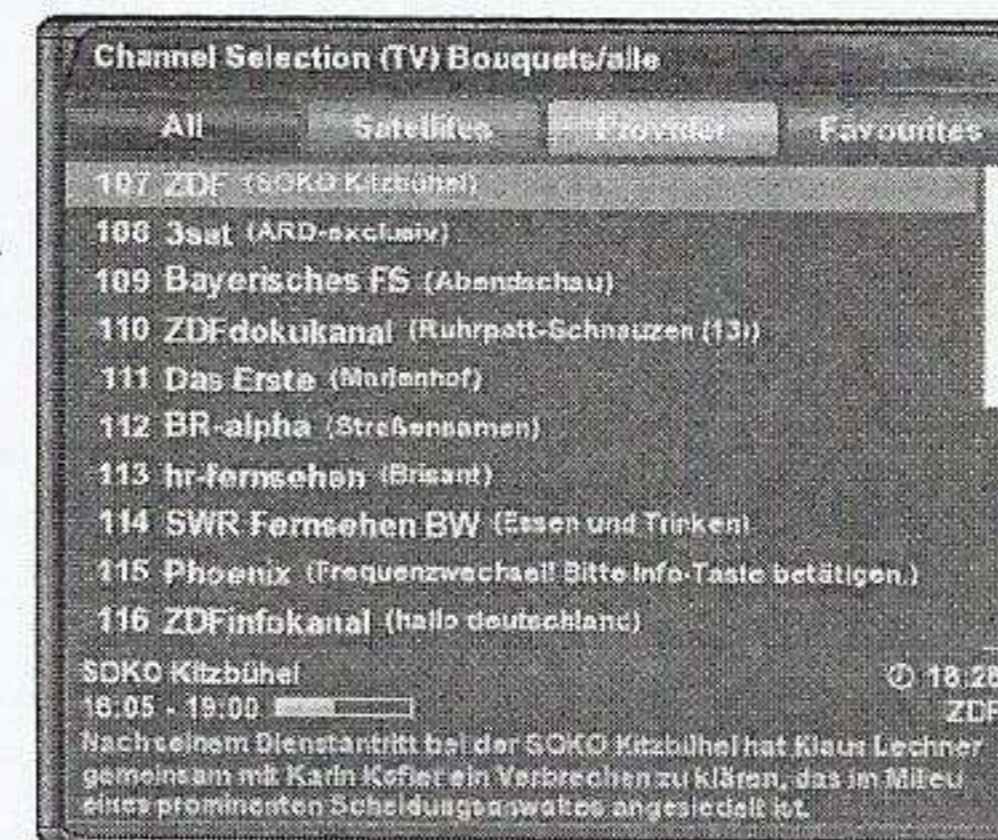 Channel Selection (TV) Bouquets/alle
All Satellites Provider Favourites
107 ZDF (SOKO Kitzbühel)
108 3sat (ARD-exclusiv)
109 Bayerisches FS (Abendschau)
110 ZDFdokukanal (Ruhrpott-Schnauzen (13))
111 Das Erste (Marienhof)
112 BR-alpha (Straßennamen)
113 hr-fernsehen (Brisant)
114 SWR Fernsehen BW (Essen und Trinken)
115 Phoenix (Frequenzwechsel! Bitte Info-Taste betätigen.)
116 ZDFinfokanal (hallo deutschland)
SOKO Kitzbühel 18:26
18:05 - 19:00 ZDF
Nach seinem Dienstantritt bei der SOKO Kitzbühel hat Klaus Lechner
gemeinsam mit Karin Kofler ein Verbrechen zu klären, das im Milieu
eines prominenten Scheidungsanwaltes angesiedelt ist.